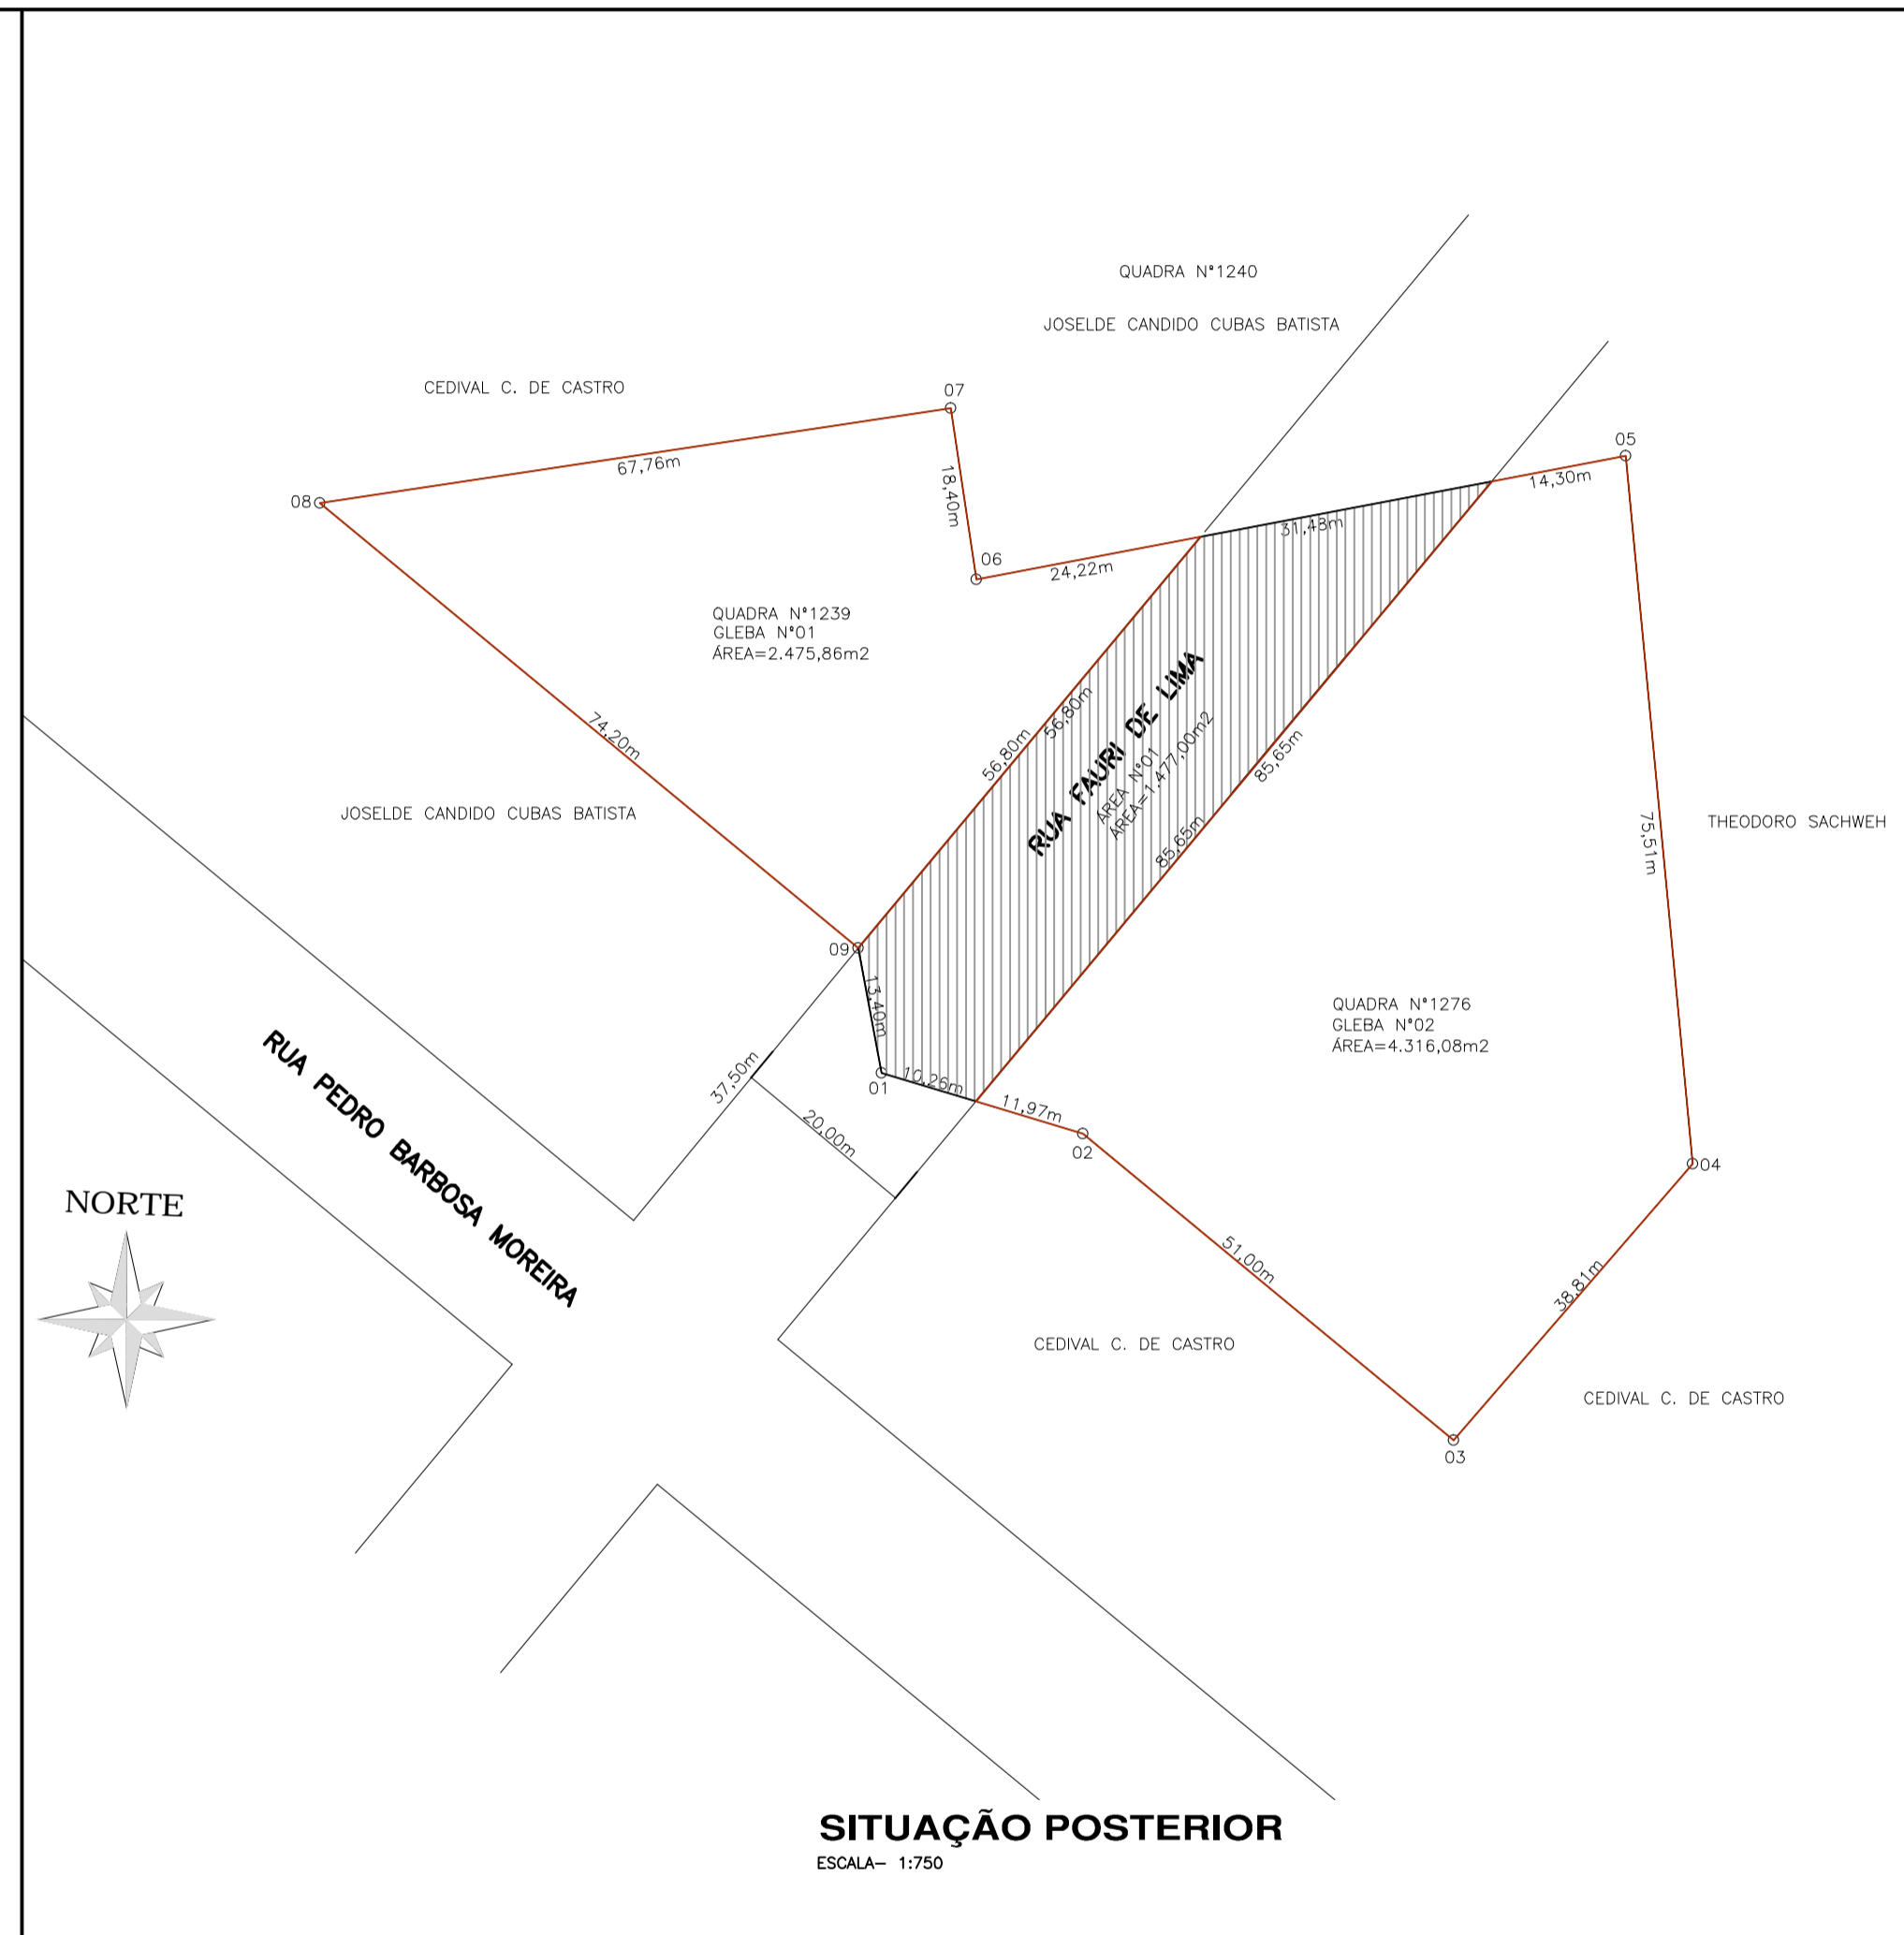 QUADRA N°1240
JOSELDE CANDIDO CUBAS BATISTA
CEDIVAL C. DE CASTRO
07
05
67,76m
18,40m
14,30m
08
31,48m
06
24,22m
QUADRA N°1239
GLEBA N°01
ÁREA=2.475,86m2
74,20m
56,80m
56,80m
RUA FAURI DE LIMA
ÁREA N°01
ÁREA=1.477,00m2
85,65m
85,65m
JOSELDE CANDIDO CUBAS BATISTA
75,51m
THEODORO SACHWEH
09
13,40m
QUADRA N°1276
GLEBA N°02
ÁREA=4.316,08m2
37,50m
01
10,26m
11,97m
20,00m
02
04
RUA PEDRO BARBOSA MOREIRA
NORTE
51,00m
38,81m
CEDIVAL C. DE CASTRO
CEDIVAL C. DE CASTRO
03
SITUAÇÃO POSTERIOR
ESCALA- 1:750